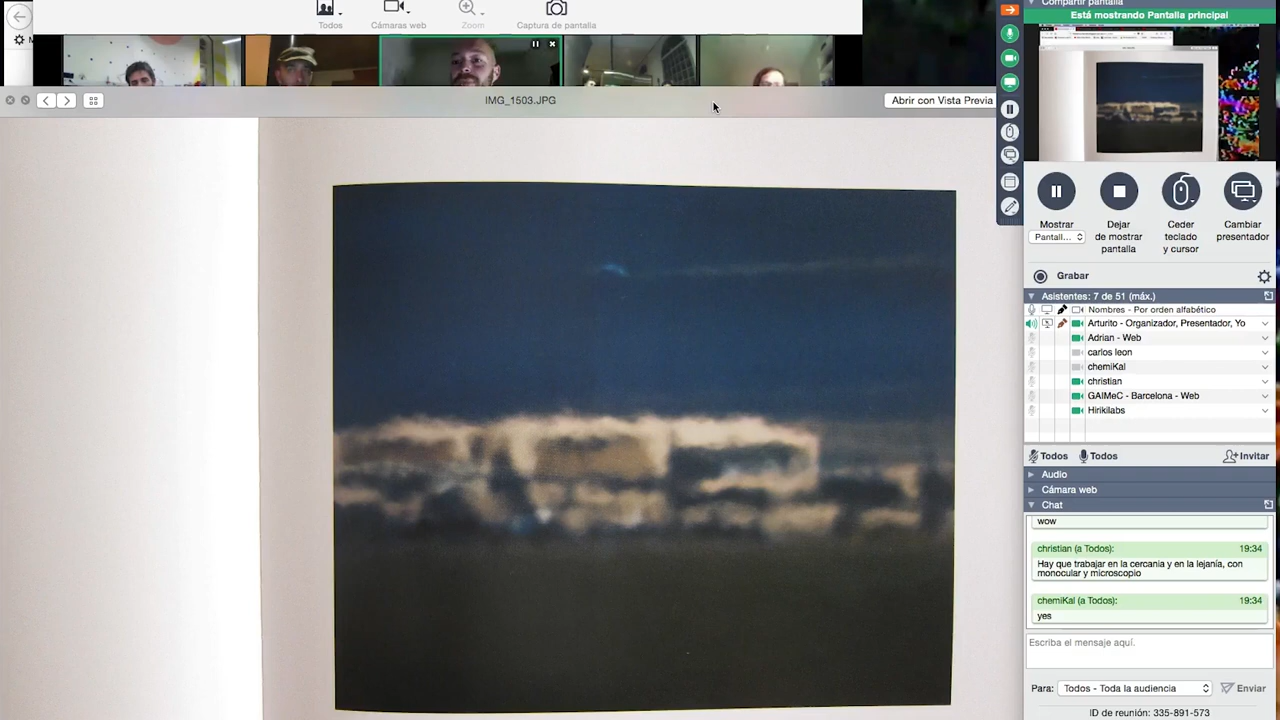 Todos
Cámaras web
Zoom
Captura de pantalla
IMG_1503.JPG
Abrir con Vista Previa
Compartir pantalla
Está mostrando Pantalla principal
Mostrar
Pantall...
Dejar
de mostrar
pantalla
Ceder
teclado
y cursor
Cambiar
presentador
Grabar
Asistentes: 7 de 51 (máx.)
Nombres - Por orden alfabético
Arturito - Organizador, Presentador, Yo
Adrian - Web
carlos leon
chemiKal
christian
GAIMeC - Barcelona - Web
Hirikilabs
Todos
Todos
Invitar
Audio
Cámara web
Chat
wow
christian (a Todos): 19:34
Hay que trabajar en la cercania y en la lejanía, con
monocular y microscopio
chemiKal (a Todos): 19:34
yes
Escriba el mensaje aquí.
Para: Todos - Toda la audiencia Enviar
ID de reunión: 335-891-573